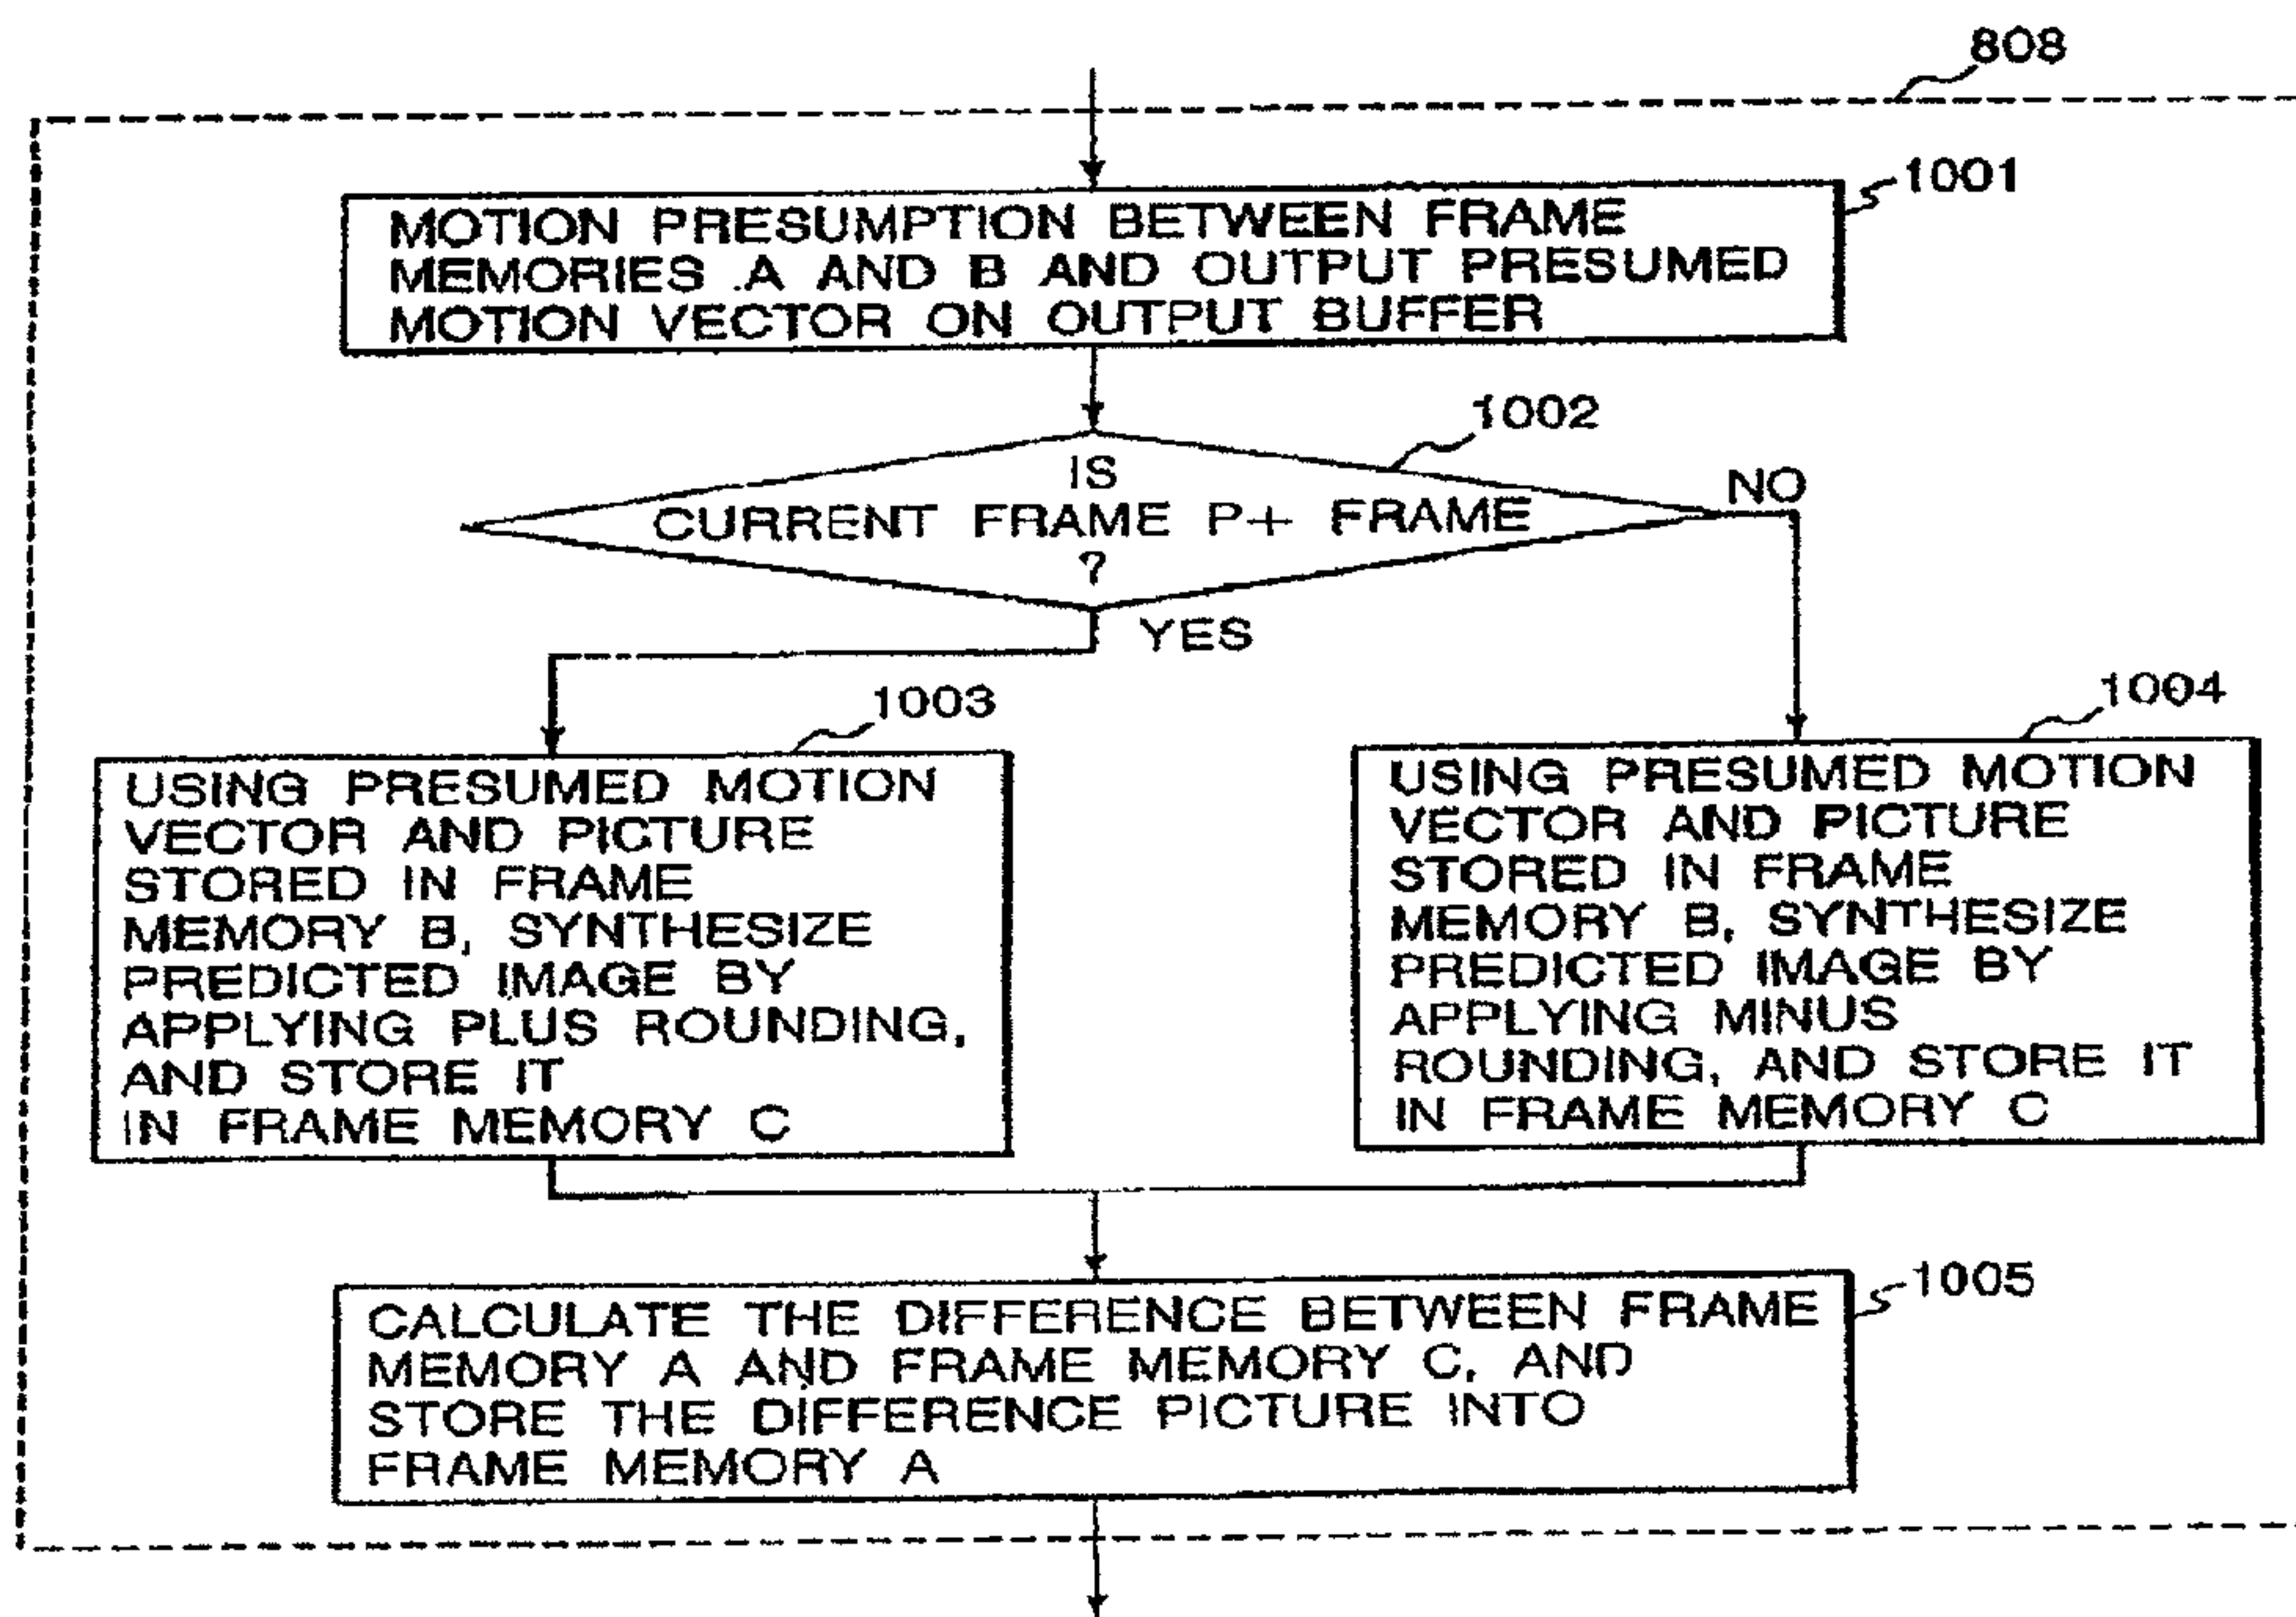 808
1001
MOTION PRESUMPTION BETWEEN FRAME
MEMORIES A AND B AND OUTPUT PRESUMED
MOTION VECTOR ON OUTPUT BUFFER
1002
IS
CURRENT FRAME P+ FRAME
?
NO
YES
1003
USING PRESUMED MOTION
VECTOR AND PICTURE
STORED IN FRAME
MEMORY B, SYNTHESIZE
PREDICTED IMAGE BY
APPLYING PLUS ROUNDING,
AND STORE IT
IN FRAME MEMORY C
1004
USING PRESUMED MOTION
VECTOR AND PICTURE
STORED IN FRAME
MEMORY B, SYNTHESIZE
PREDICTED IMAGE BY
APPLYING MINUS
ROUNDING, AND STORE IT
IN FRAME MEMORY C
1005
CALCULATE THE DIFFERENCE BETWEEN FRAME
MEMORY A AND FRAME MEMORY C, AND
STORE THE DIFFERENCE PICTURE INTO
FRAME MEMORY A